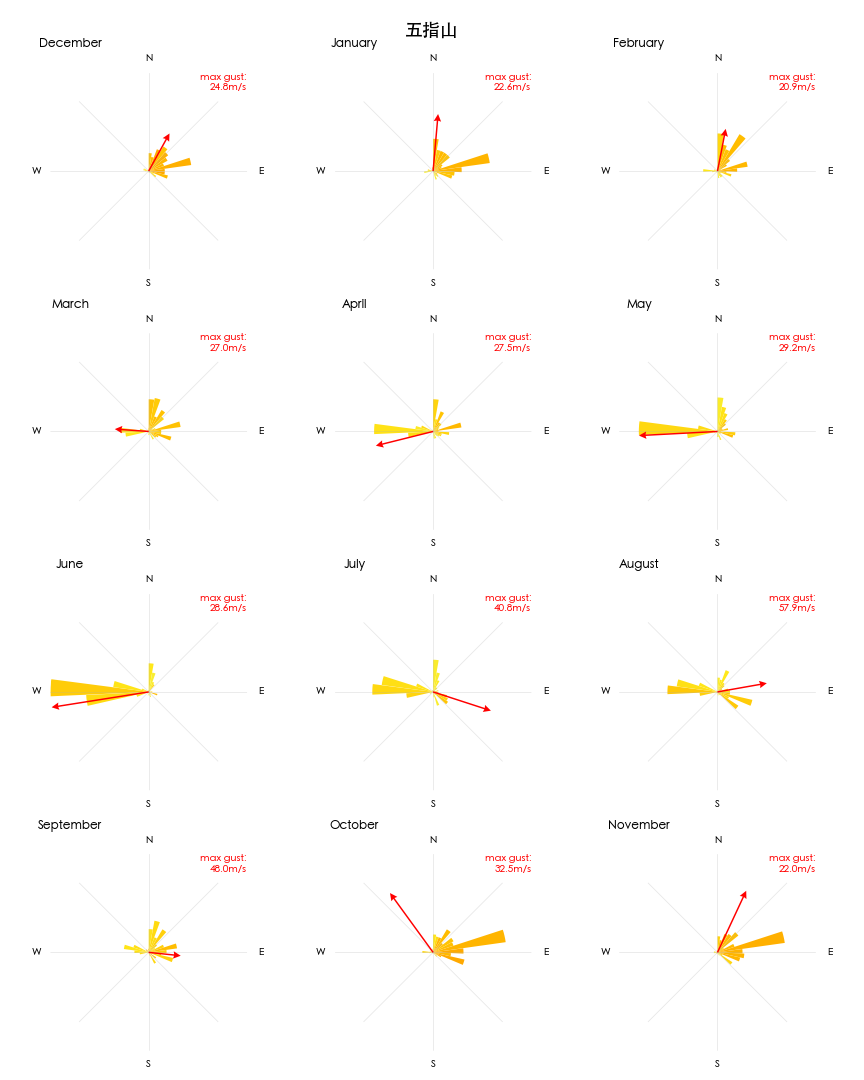 五指山
December
January
February
N
N
N
max gust:
24.8m/s
max gust:
22.6m/s
max gust:
20.9m/s
W
E
W
E
W
E
S
S
S
March
April
May
N
N
N
max gust:
27.0m/s
max gust:
27.5m/s
max gust:
29.2m/s
W
E
W
E
W
E
S
S
S
June
July
August
N
N
N
max gust:
28.6m/s
max gust:
40.8m/s
max gust:
57.9m/s
W
E
W
E
W
E
S
S
S
September
October
November
N
N
N
max gust:
48.0m/s
max gust:
32.5m/s
max gust:
22.0m/s
W
E
W
E
W
E
S
S
S